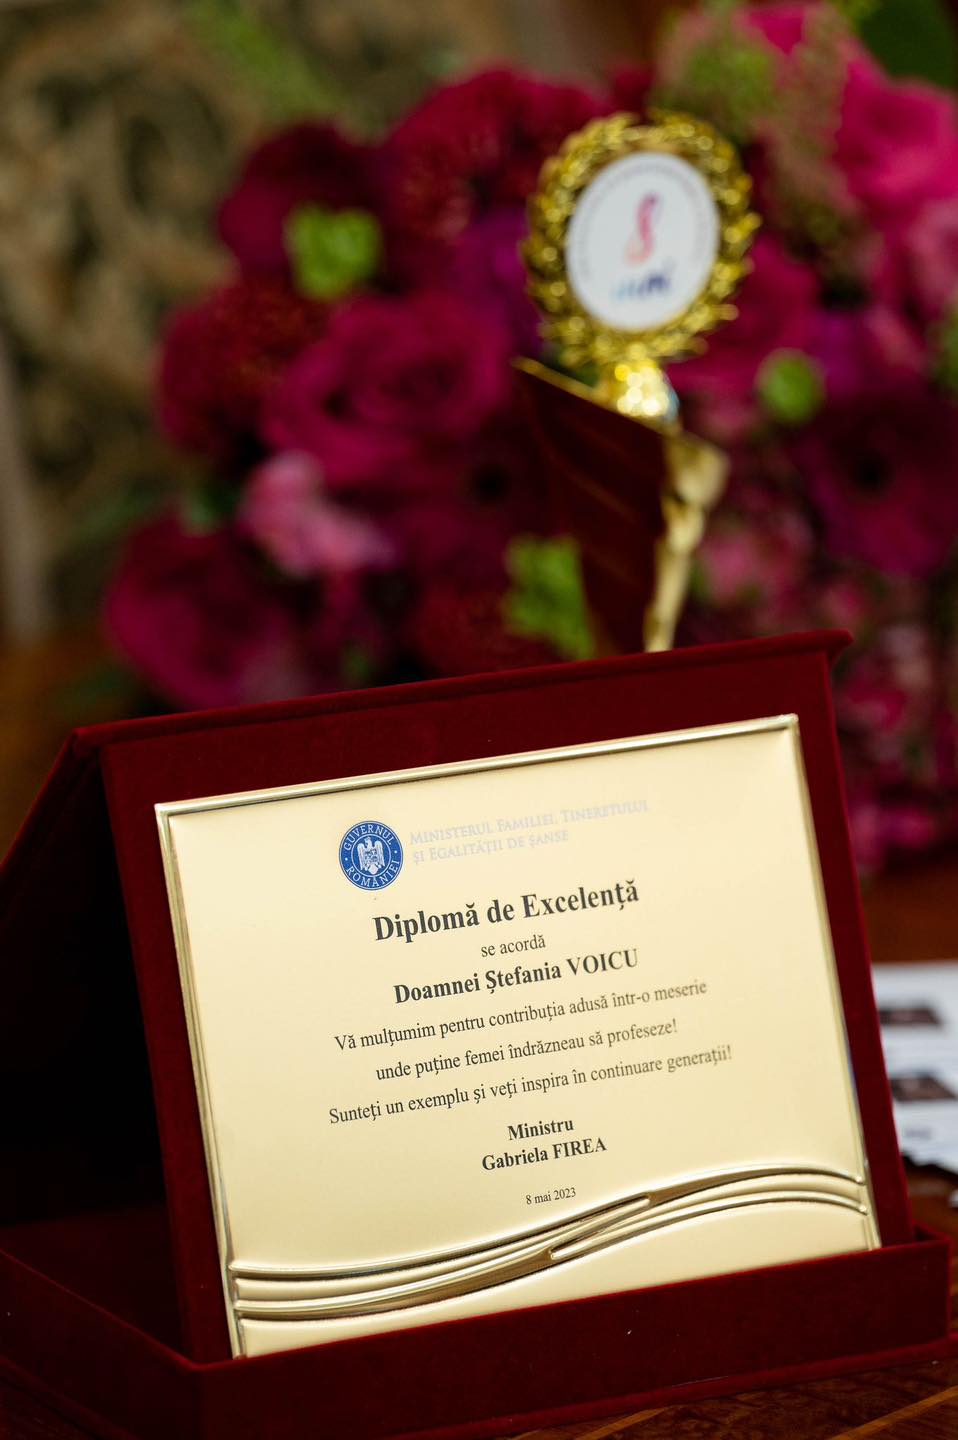 GUVERNUL ROMÂNIEI
MINISTERUL FAMILIEI, TINERETULUI
ȘI EGALITĂȚII DE ȘANSE
Diplomă de Excelență
se acordă
Doamnei Ștefania VOICU
Vă mulțumim pentru contribuția adusă într-o meserie
unde puține femei îndrăzneau să profeseze!
Sunteți un exemplu și veți inspira în continuare generații!
Ministru
Gabriela FIREA
8 mai 2023